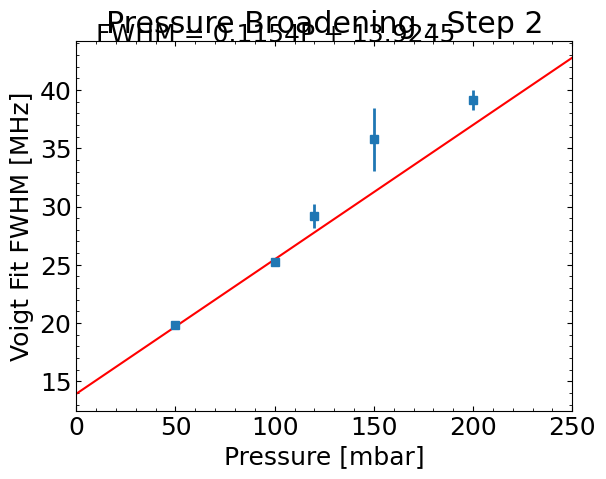 Pressure Broadening - Step 2
FWHM = 0.1154P + 13.9245
Voigt Fit FWHM [MHz]
40
35
30
25
20
15
0 50 100 150 200 250
Pressure [mbar]